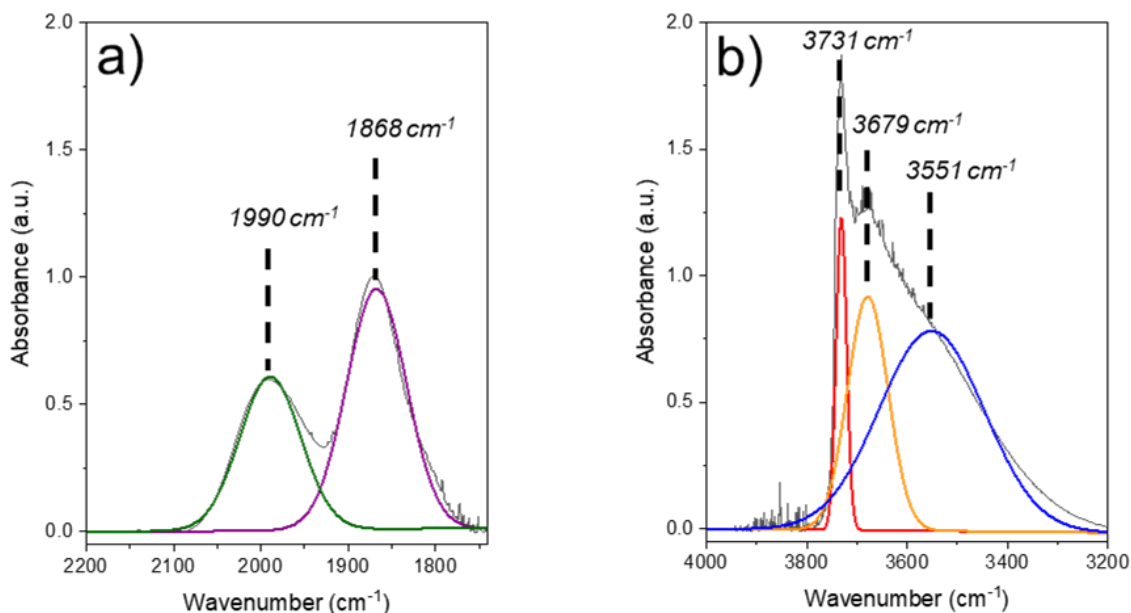 a)
2.0
1.5
1.0
0.5
0.0
Absorbance (a.u.)
1990 cm⁻¹
1868 cm⁻¹
2200 2100 2000 1900 1800
Wavenumber (cm⁻¹)
b)
2.0
1.5
1.0
0.5
0.0
Absorbance (a.u.)
3731 cm⁻¹
3679 cm⁻¹
3551 cm⁻¹
4000 3800 3600 3400 3200
Wavenumber (cm⁻¹)